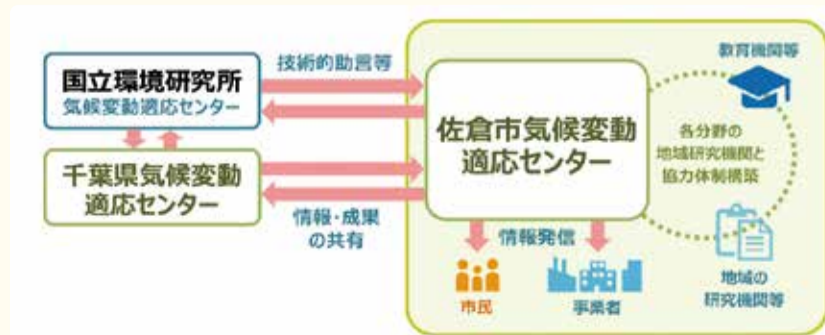 国立環境研究所
気候変動適応センター
技術的助言等
千葉県気候変動
適応センター
情報・成果
の共有
佐倉市気候変動
適応センター
教育機関等
各分野の
地域研究機関と
協力体制構築
情報発信
市民
事業者
地域の
研究機関等